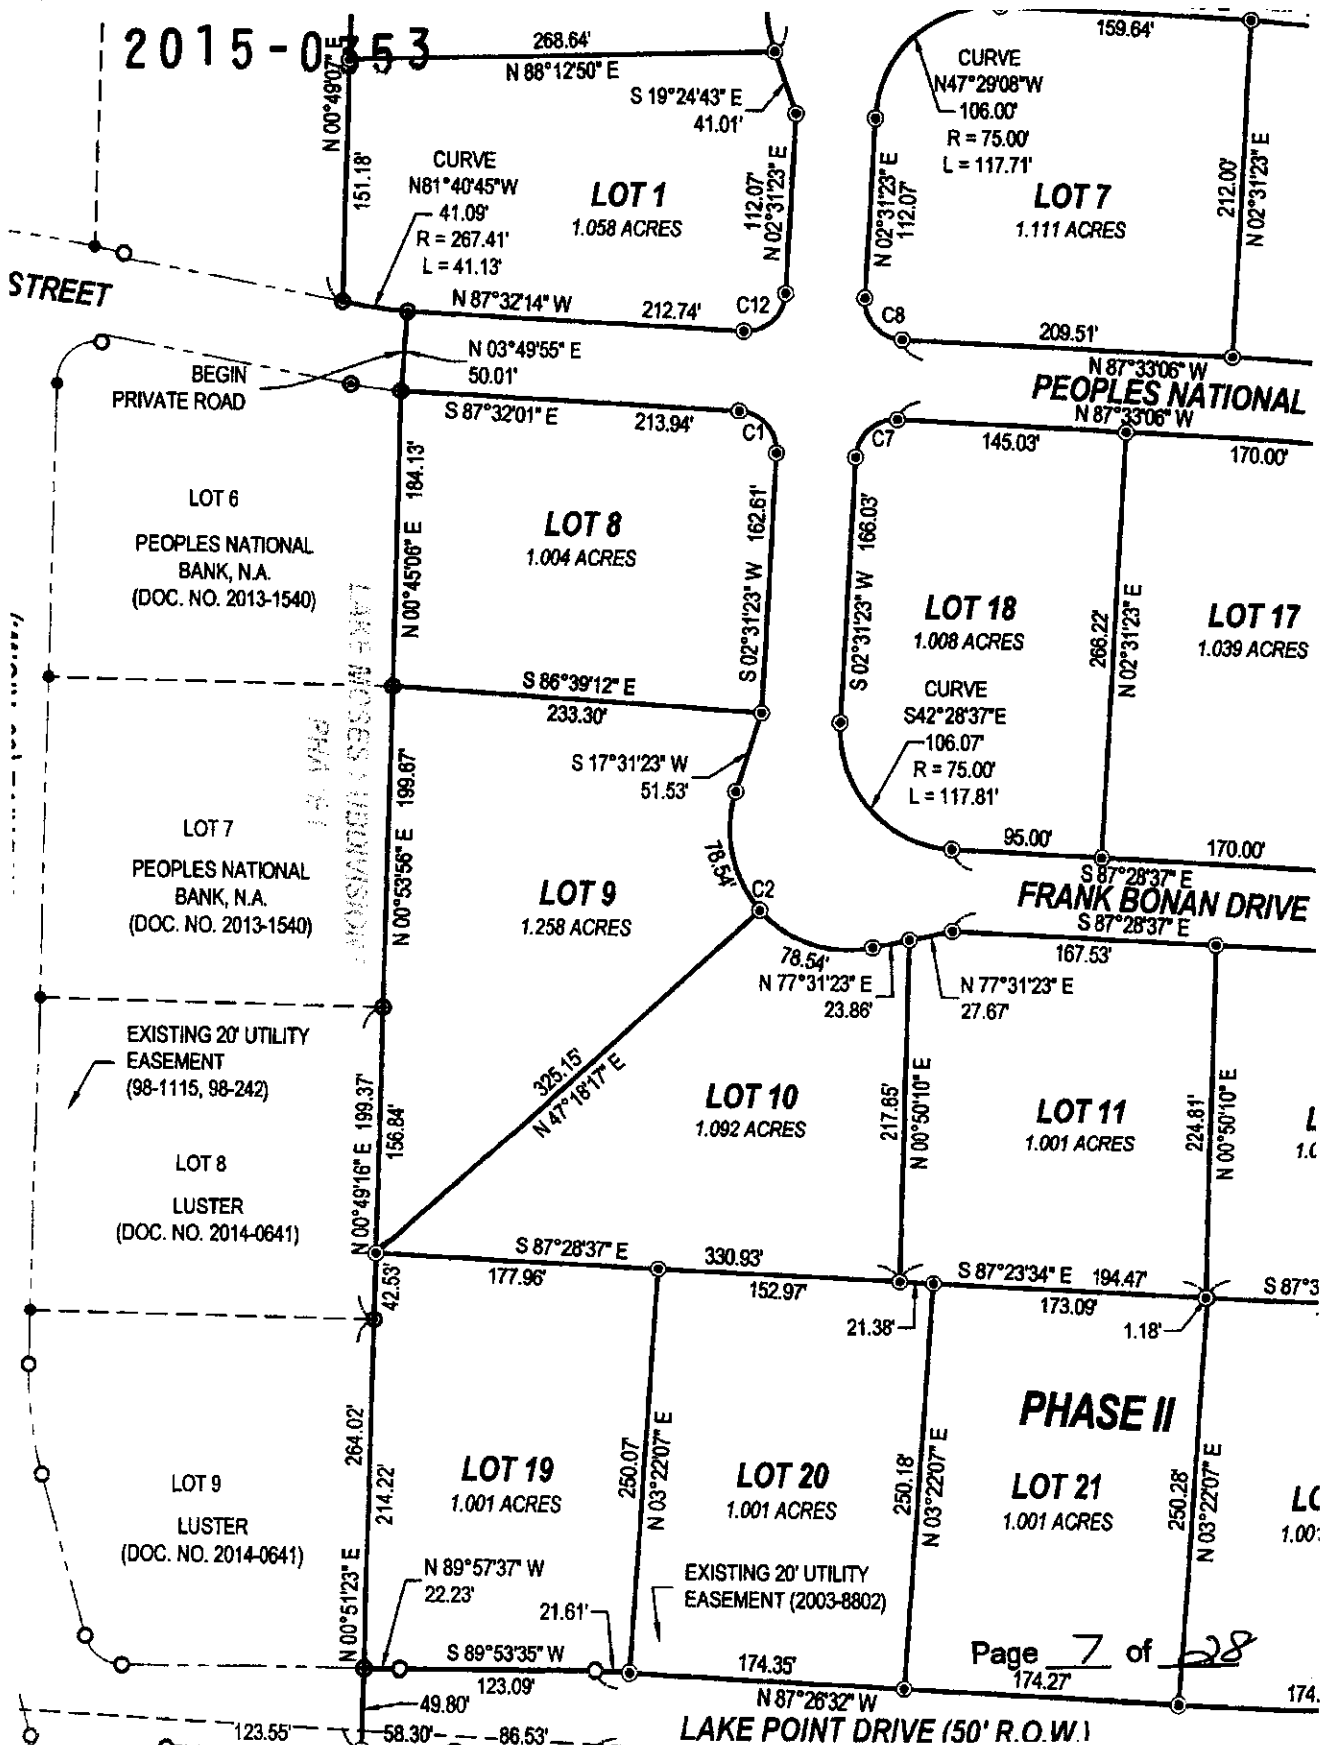 2015-0353
268.64'
N 88°12'50" E
159.64'
N 00°49'07" E
151.18'
S 19°24'43" E
41.01'
CURVE
N47°29'08"W
106.00'
R = 75.00'
L = 117.71'
CURVE
N81°40'45"W
41.09'
R = 267.41'
L = 41.13'
LOT 1
1.058 ACRES
112.07'
N 02°31'23" E
N 02°31'23" E
112.07'
LOT 7
1.111 ACRES
212.00'
N 02°31'23" E
STREET
N 87°32'14" W
212.74'
C12
C8
209.51'
N 87°33'06" W
PEOPLES NATIONAL
N 87°33'06" W
BEGIN
PRIVATE ROAD
N 03°49'55" E
50.01'
S 87°32'01" E
213.94'
C1
C7
145.03'
170.00'
LOT 6
PEOPLES NATIONAL
BANK, N.A.
(DOC. NO. 2013-1540)
N 00°45'06" E 184.13'
LOT 8
1.004 ACRES
S 02°31'23" W 162.61'
S 02°31'23" W 166.03'
LOT 18
1.008 ACRES
266.22'
N 02°31'23" E
LOT 17
1.039 ACRES
S 86°39'12" E
233.30'
CURVE
S42°28'37"E
106.07'
R = 75.00'
L = 117.81'
S 17°31'23" W
51.53'
LOT 7
PEOPLES NATIONAL
BANK, N.A.
(DOC. NO. 2013-1540)
N 00°53'56" E 199.67'
LOT 9
1.258 ACRES
78.54'
C2
95.00'
170.00'
S 87°28'37" E
FRANK BONAN DRIVE
S 87°28'37" E
167.53'
78.54'
N 77°31'23" E
23.86'
N 77°31'23" E
27.67'
EXISTING 20' UTILITY
EASEMENT
(98-1115, 98-242)
325.15'
N 47°18'17" E
LOT 10
1.092 ACRES
217.65'
N 00°50'10" E
LOT 11
1.001 ACRES
224.81'
N 00°50'10" E
LOT 8
LUSTER
(DOC. NO. 2014-0641)
N 00°49'16" E 199.37'
156.84'
S 87°28'37" E
330.93'
177.96'
152.97'
S 87°23'34" E
194.47'
173.09'
42.53'
21.38'
1.18'
PHASE II
264.02'
214.22'
N 00°51'23" E
LOT 9
LUSTER
(DOC. NO. 2014-0641)
LOT 19
1.001 ACRES
250.07'
N 03°22'07" E
LOT 20
1.001 ACRES
250.18'
N 03°22'07" E
LOT 21
1.001 ACRES
250.28'
N 03°22'07" E
N 89°57'37" W
22.23'
EXISTING 20' UTILITY
EASEMENT (2003-8802)
21.61'
S 89°53'35" W
123.09'
174.35'
N 87°26'32" W
Page 7 of 28
174.27'
49.80'
123.55'
58.30'
86.53'
LAKE POINT DRIVE (50' R.O.W.)